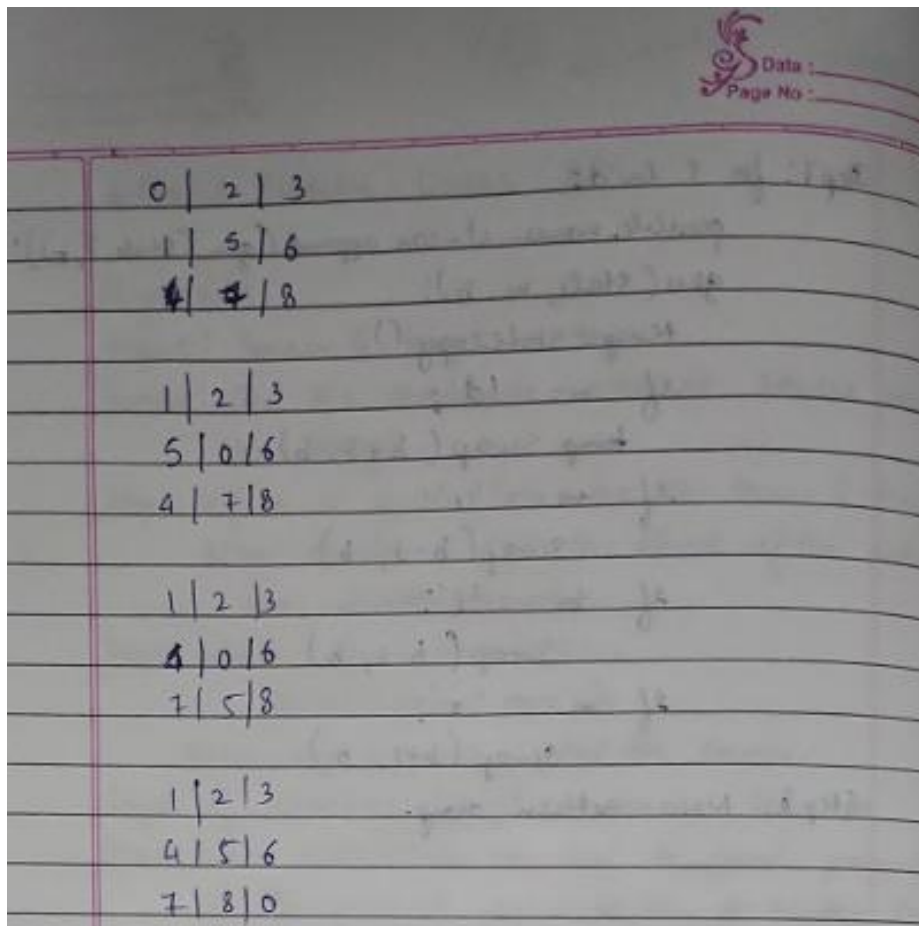 Data :
Page No :
0 | 2 | 3
1 | 5 | 6
4 | 7 | 8
1 | 2 | 3
5 | 0 | 6
4 | 7 | 8
1 | 2 | 3
4 | 0 | 6
7 | 5 | 8
1 | 2 | 3
4 | 5 | 6
7 | 8 | 0